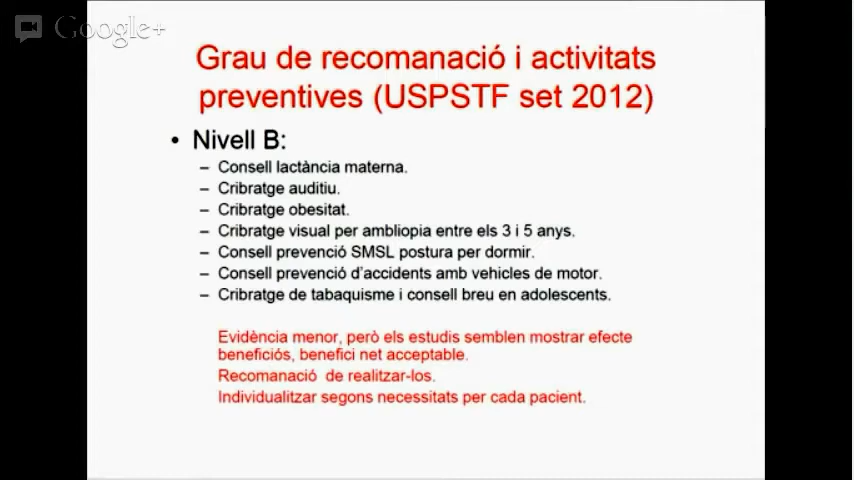 Google+
Grau de recomanació i activitats
preventives (USPSTF set 2012)
• Nivell B:
– Consell lactància materna.
– Cribratge auditiu.
– Cribratge obesitat.
– Cribratge visual per ambliopia entre els 3 i 5 anys.
– Consell prevenció SMSL postura per dormir.
– Consell prevenció d'accidents amb vehicles de motor.
– Cribratge de tabaquisme i consell breu en adolescents.
Evidència menor, però els estudis semblen mostrar efecte
beneficiós, benefici net acceptable.
Recomanació de realitzar-los.
Individualitzar segons necessitats per cada pacient.